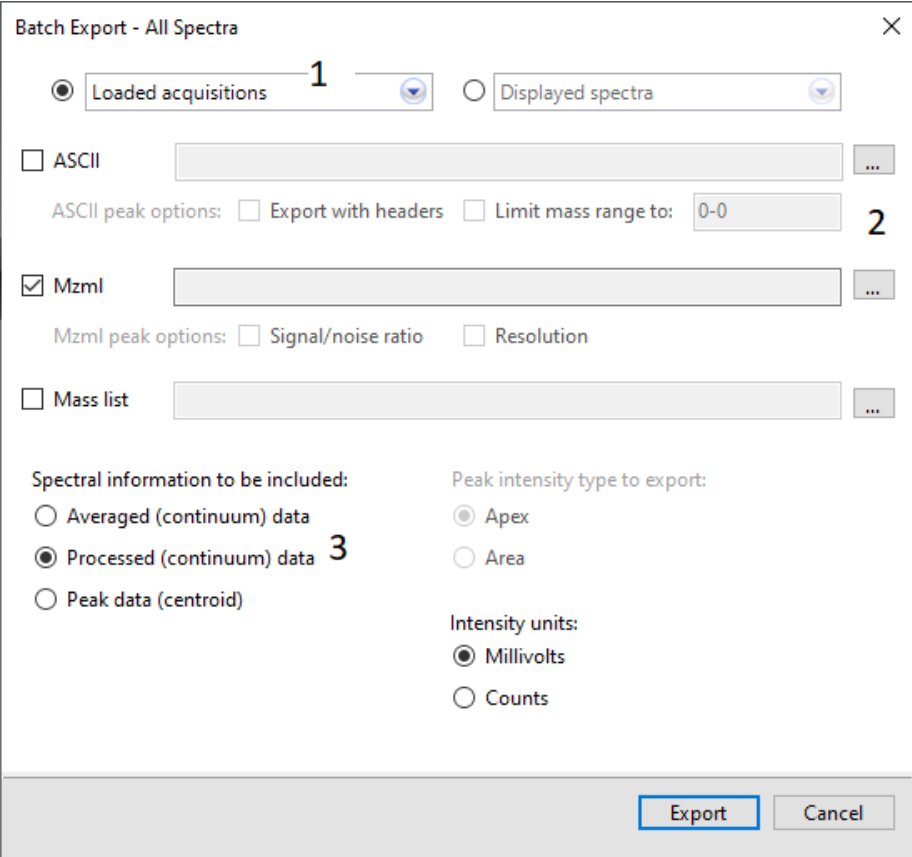 Batch Export - All Spectra
1
Loaded acquisitions Displayed spectra
ASCII ...
ASCII peak options: Export with headers Limit mass range to: 0-0
2
Mzml ...
Mzml peak options: Signal/noise ratio Resolution
Mass list ...
Spectral information to be included: Peak intensity type to export:
Averaged (continuum) data Apex
Processed (continuum) data 3 Area
Peak data (centroid)
Intensity units:
Millivolts
Counts
Export Cancel